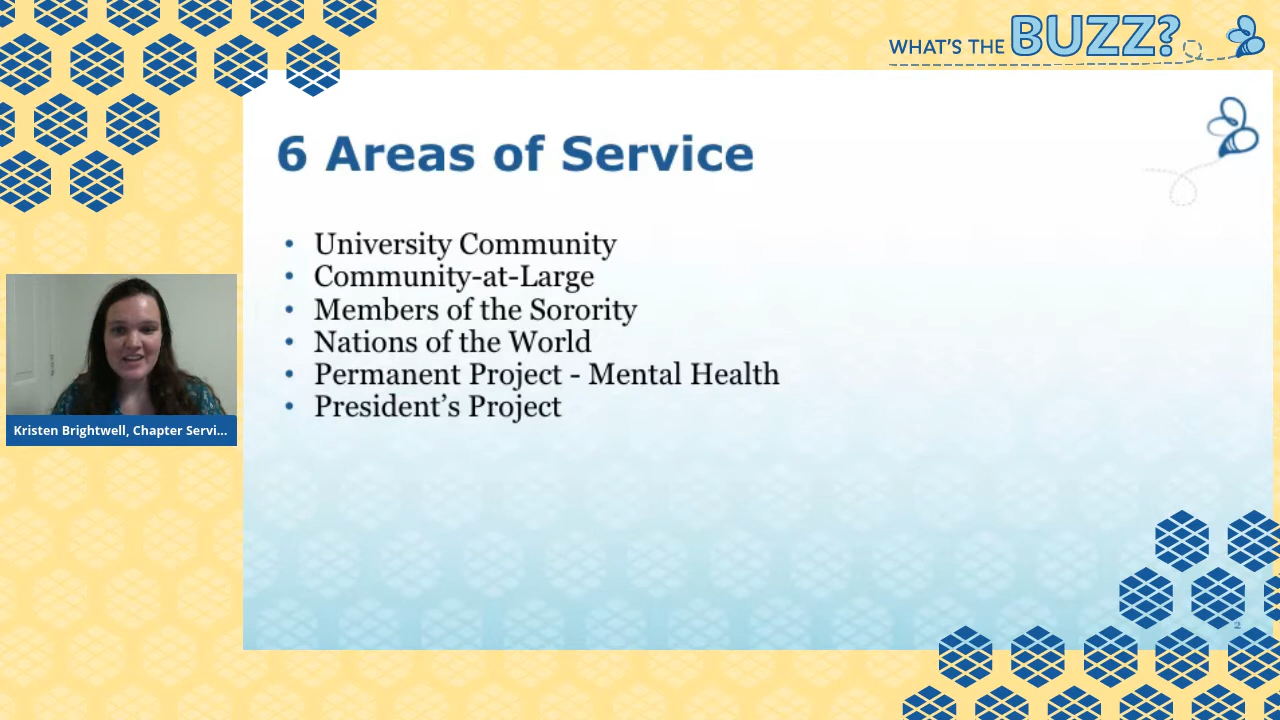 WHAT'S THE BUZZ?
6 Areas of Service
• University Community
• Community-at-Large
• Members of the Sorority
• Nations of the World
• Permanent Project - Mental Health
• President's Project
Kristen Brightwell, Chapter Servi...
2